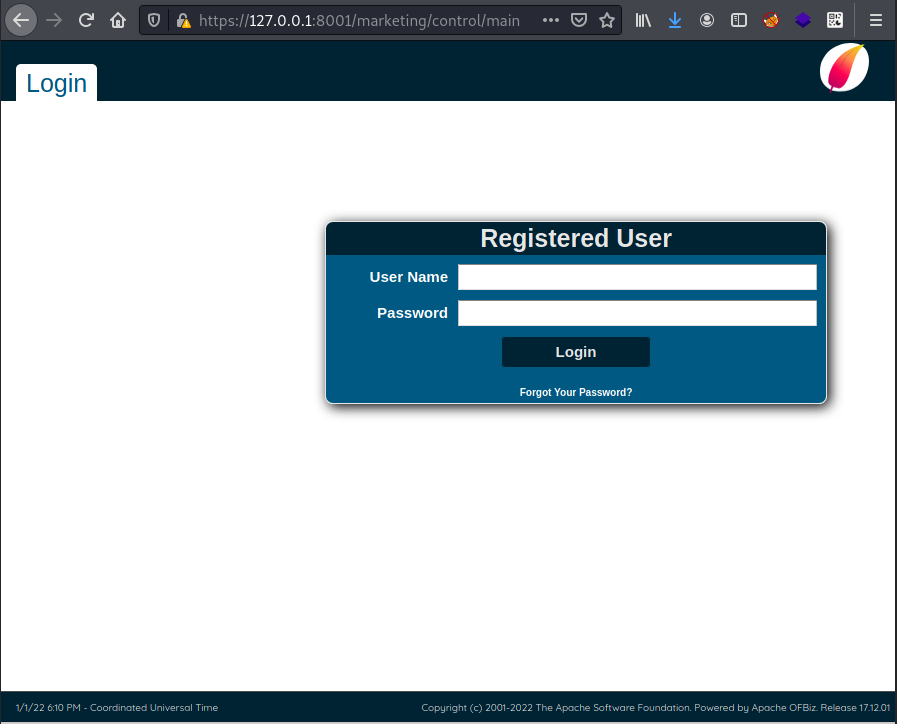 https://127.0.0.1:8001/marketing/control/main
Login
Registered User
User Name
Password
Login
Forgot Your Password?
1/1/22 6:10 PM - Coordinated Universal Time
Copyright (c) 2001-2022 The Apache Software Foundation. Powered by Apache OFBiz. Release 17.12.01